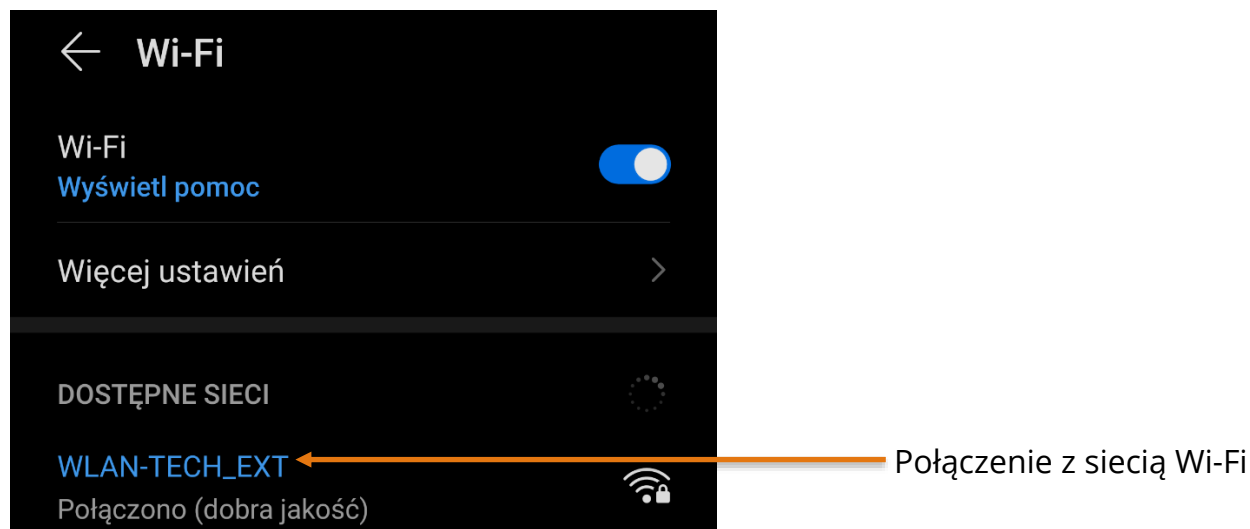 Wi-Fi
Wi-Fi
Wyświetl pomoc
Więcej ustawień
DOSTĘPNE SIECI
WLAN-TECH_EXT
Połączono (dobra jakość)
Połączenie z siecią Wi-Fi